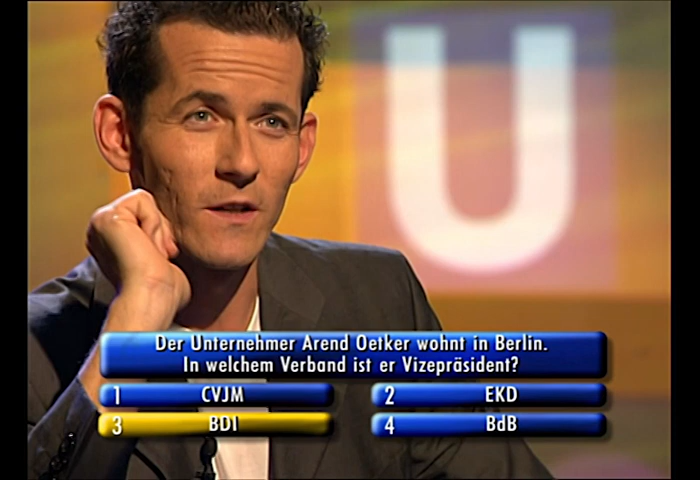 U
Der Unternehmer Arend Oetker wohnt in Berlin.
In welchem Verband ist er Vizepräsident?
1 CVJM
2 EKD
3 BDI
4 BdB